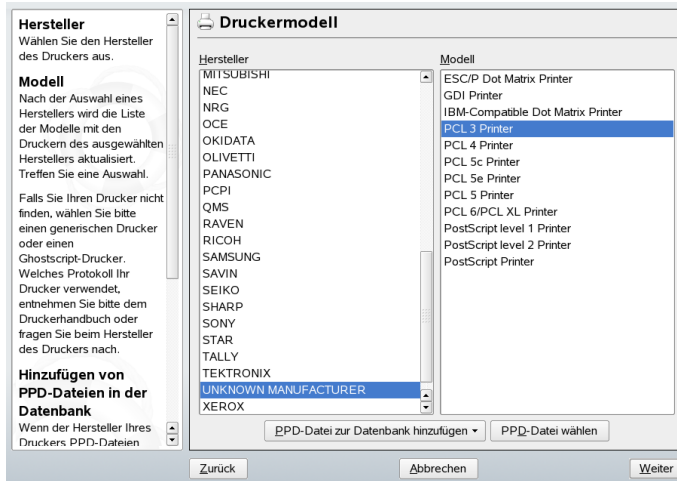 Hersteller
Wählen Sie den Hersteller
des Druckers aus.
Modell
Nach der Auswahl eines
Herstellers wird die Liste
der Modelle mit den
Druckern des ausgewählten
Herstellers aktualisiert.
Treffen Sie eine Auswahl.
Falls Sie Ihren Drucker nicht
finden, wählen Sie bitte
einen generischen Drucker
oder einen
Ghostscript-Drucker.
Welches Protokoll Ihr
Drucker verwendet,
entnehmen Sie bitte dem
Druckerhandbuch oder
fragen Sie beim Hersteller
des Druckers nach.
Hinzufügen von
PPD-Dateien in der
Datenbank
Wenn der Hersteller Ihres
Druckers PPD-Dateien
Druckermodell
Hersteller
MITSUBISHI
NEC
NRG
OCE
OKIDATA
OLIVETTI
PANASONIC
PCPI
QMS
RAVEN
RICOH
SAMSUNG
SAVIN
SEIKO
SHARP
SONY
STAR
TALLY
TEKTRONIX
UNKNOWN MANUFACTURER
XEROX
Modell
ESC/P Dot Matrix Printer
GDI Printer
IBM-Compatible Dot Matrix Printer
PCL 3 Printer
PCL 4 Printer
PCL 5c Printer
PCL 5e Printer
PCL 5 Printer
PCL 6/PCL XL Printer
PostScript level 1 Printer
PostScript level 2 Printer
PostScript Printer
PPD-Datei zur Datenbank hinzufügen
PPD-Datei wählen
Zurück
Abbrechen
Weiter